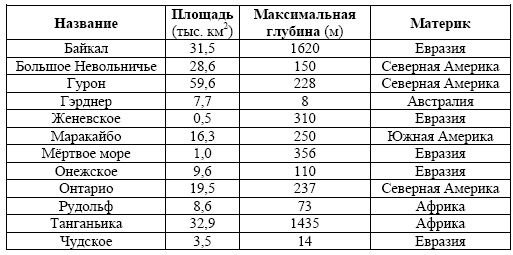 Название Площадь (тыс. км²) Максимальная глубина (м) Материк
Байкал 31,5 1620 Евразия
Большое Невольничье 28,6 150 Северная Америка
Гурон 59,6 228 Северная Америка
Гэрднер 7,7 8 Австралия
Женевское 0,5 310 Евразия
Маракайбо 16,3 250 Южная Америка
Мёртвое море 1,0 356 Евразия
Онежское 9,6 110 Евразия
Онтарио 19,5 237 Северная Америка
Рудольф 8,6 73 Африка
Танганьика 32,9 1435 Африка
Чудское 3,5 14 Евразия